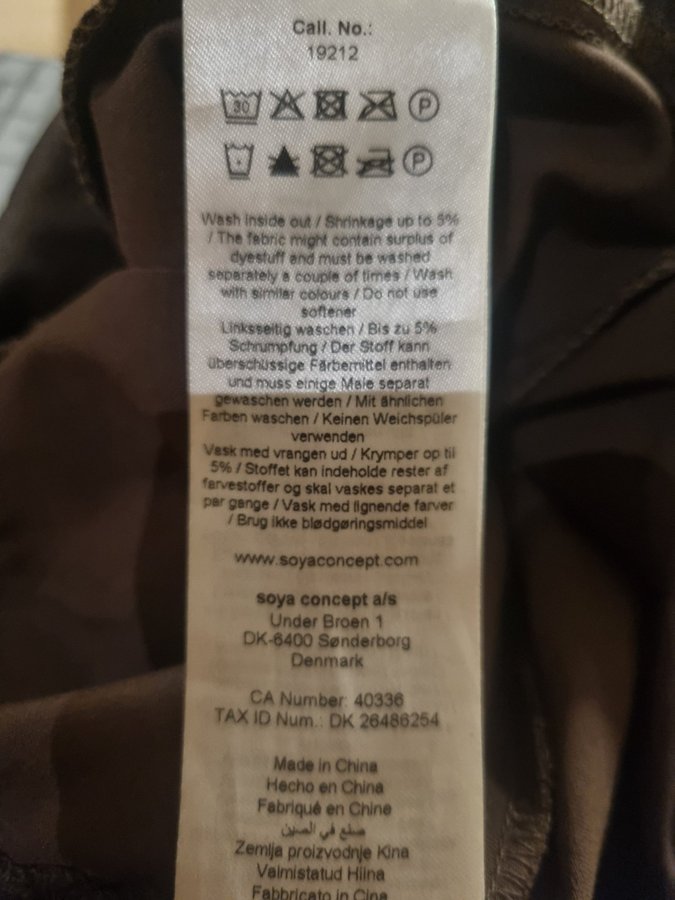 Call. No.:
19212
30 P
P
Wash inside out / Shrinkage up to 5%
/ The fabric might contain surplus of
dyestuff and must be washed
separately a couple of times / Wash
with similar colours / Do not use
softener
Linksseitig waschen / Bis zu 5%
Schrumpfung / Der Stoff kann
überschüssige Färbemittel enthalten
und muss einige Male separat
gewaschen werden / Mit ähnlichen
Farben waschen / Keinen Weichspüler
verwenden
Vask med vrangen ud / Krymper op til
5% / Stoffet kan indeholde rester af
farvestoffer og skal vaskes separat et
par gange / Vask med lignende farver
/ Brug ikke blødgøringsmiddel
www.soyaconcept.com
soya concept a/s
Under Broen 1
DK-6400 Sønderborg
Denmark
CA Number: 40336
TAX ID Num.: DK 26486254
Made in China
Hecho en China
Fabriqué en Chine
صنع في الصين
Zemlja proizvodnje Kina
Valmistatud Hiina
Fabbricato in Cina